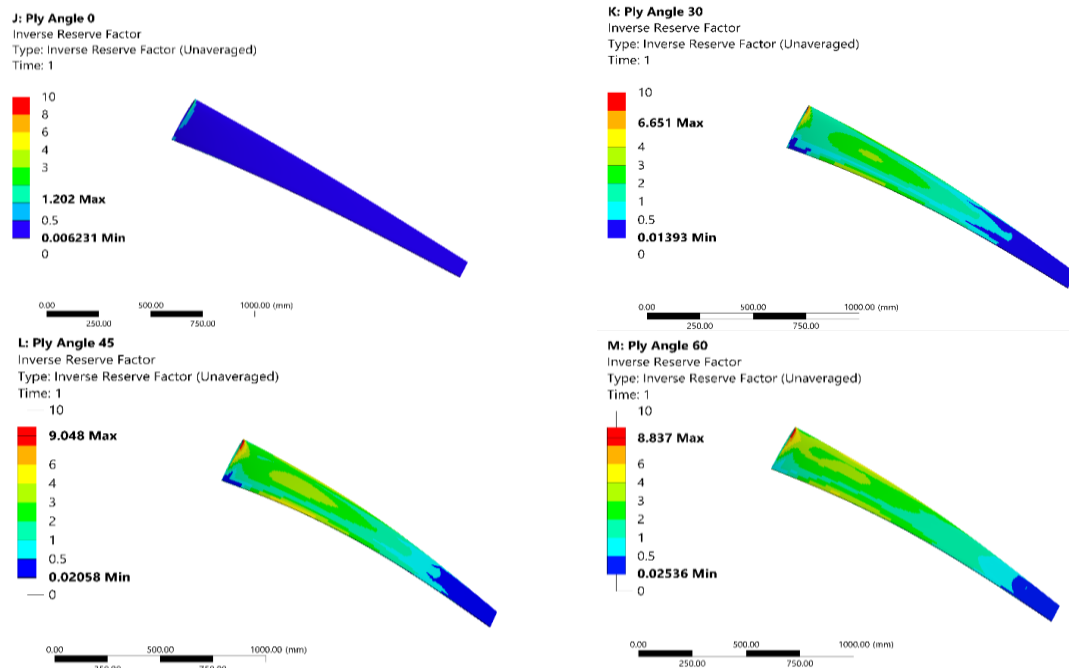 J: Ply Angle 0
Inverse Reserve Factor
Type: Inverse Reserve Factor (Unaveraged)
Time: 1
10
8
6
4
3
1.202 Max
0.5
0.006231 Min
0
0.00
500.00
1000.00 (mm)
250.00
750.00
K: Ply Angle 30
Inverse Reserve Factor
Type: Inverse Reserve Factor (Unaveraged)
Time: 1
10
6.651 Max
4
3
2
1
0.5
0.01393 Min
0
0.00
500.00
1000.00 (mm)
250.00
750.00
L: Ply Angle 45
Inverse Reserve Factor
Type: Inverse Reserve Factor (Unaveraged)
Time: 1
10
9.048 Max
6
4
3
2
1
0.5
0.02058 Min
0
0.00
500.00
1000.00 (mm)
M: Ply Angle 60
Inverse Reserve Factor
Type: Inverse Reserve Factor (Unaveraged)
Time: 1
10
8.837 Max
6
4
3
2
1
0.5
0.02536 Min
0
0.00
500.00
1000.00 (mm)
250.00
750.00